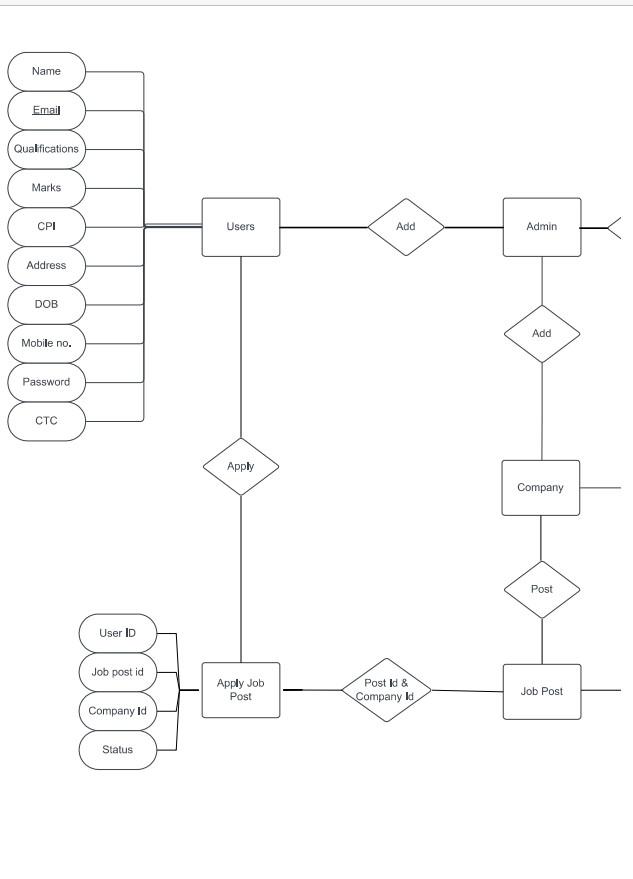 Name
Email
Qualifications
Marks
CPI
Address
DOB
Mobile no.
Password
CTC
Users
Add
Admin
Add
Apply
Company
Post
User ID
Job post id
Company Id
Status
Apply Job
Post
Post Id &
Company Id
Job Post